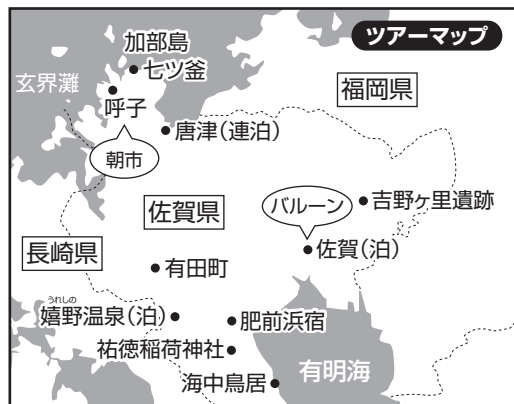 ツアーマップ
加部島
七ツ釜
玄界灘
呼子
朝市
唐津(連泊)
福岡県
佐賀県
バルーン
吉野ヶ里遺跡
佐賀(泊)
長崎県
有田町
うれしの
嬉野温泉(泊)
肥前浜宿
祐徳稲荷神社
海中鳥居
有明海